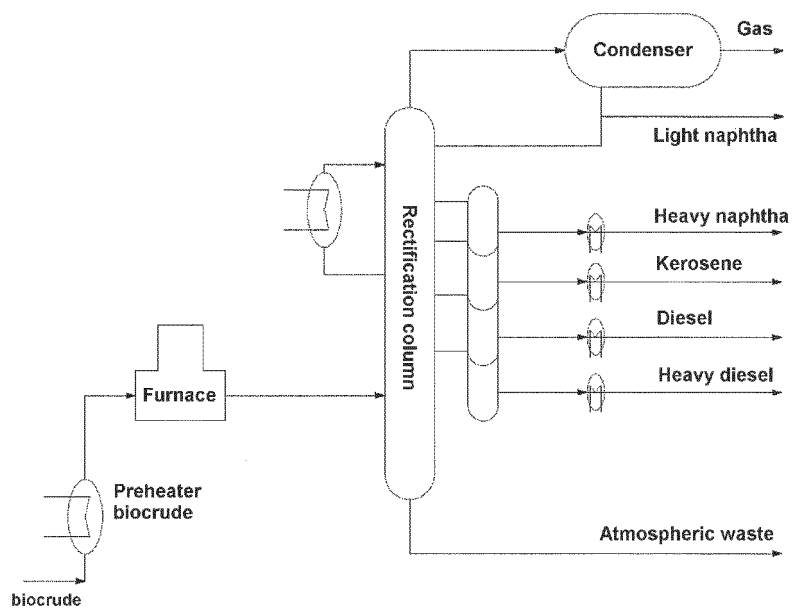 Gas
Condenser
Light naphtha
Rectification column
Heavy naphtha
Kerosene
Diesel
Heavy diesel
Furnace
Preheater
biocrude
Atmospheric waste
biocrude